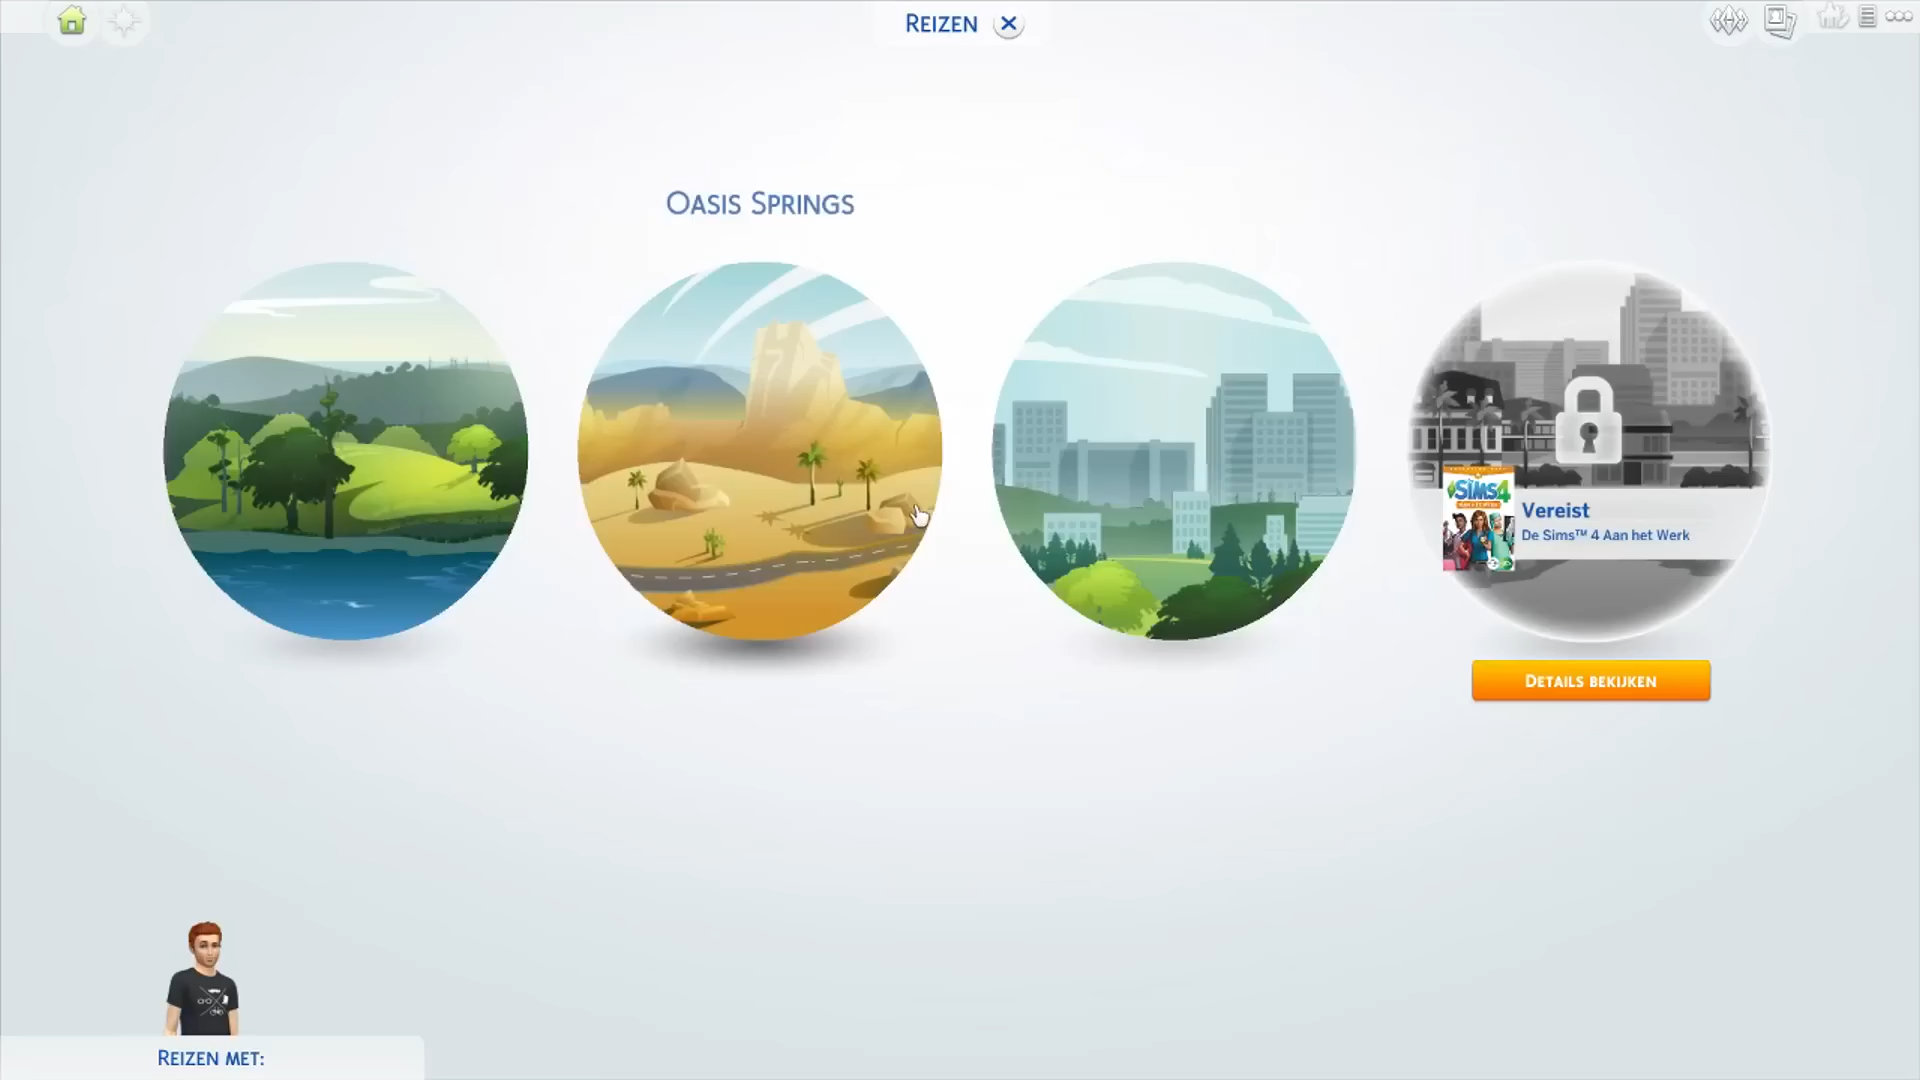 REIZEN
OASIS SPRINGS
SIMS4
Vereist
De Sims™ 4 Aan het Werk
DETAILS BEKIJKEN
REIZEN MET: